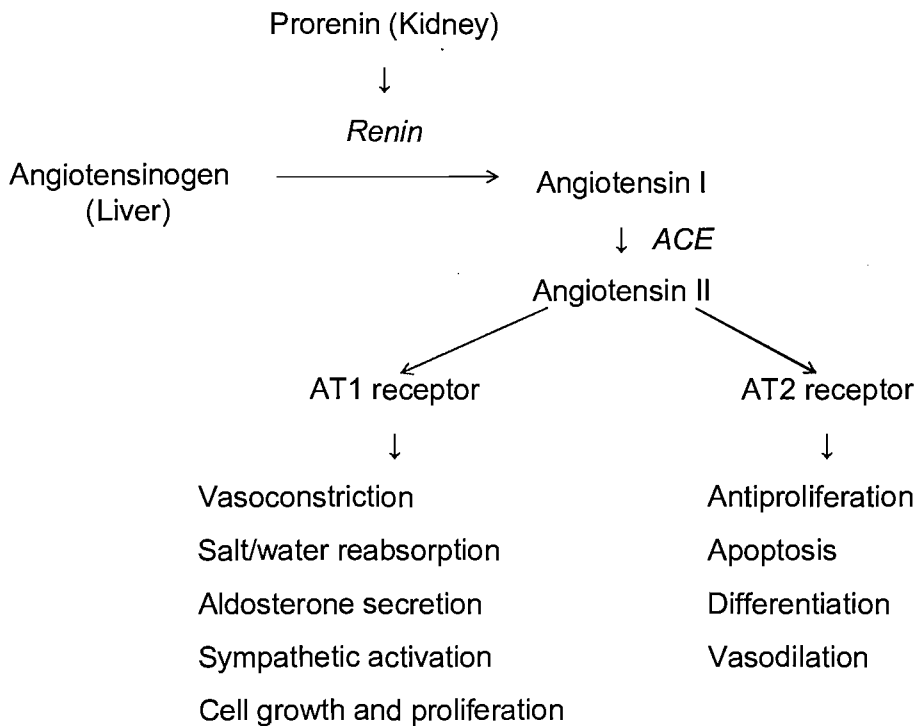 Prorenin (Kidney)
↓
Renin
Angiotensinogen
(Liver)
Angiotensin I
↓ ACE
Angiotensin II
AT1 receptor
AT2 receptor
↓
↓
Vasoconstriction
Salt/water reabsorption
Aldosterone secretion
Sympathetic activation
Cell growth and proliferation
Antiproliferation
Apoptosis
Differentiation
Vasodilation